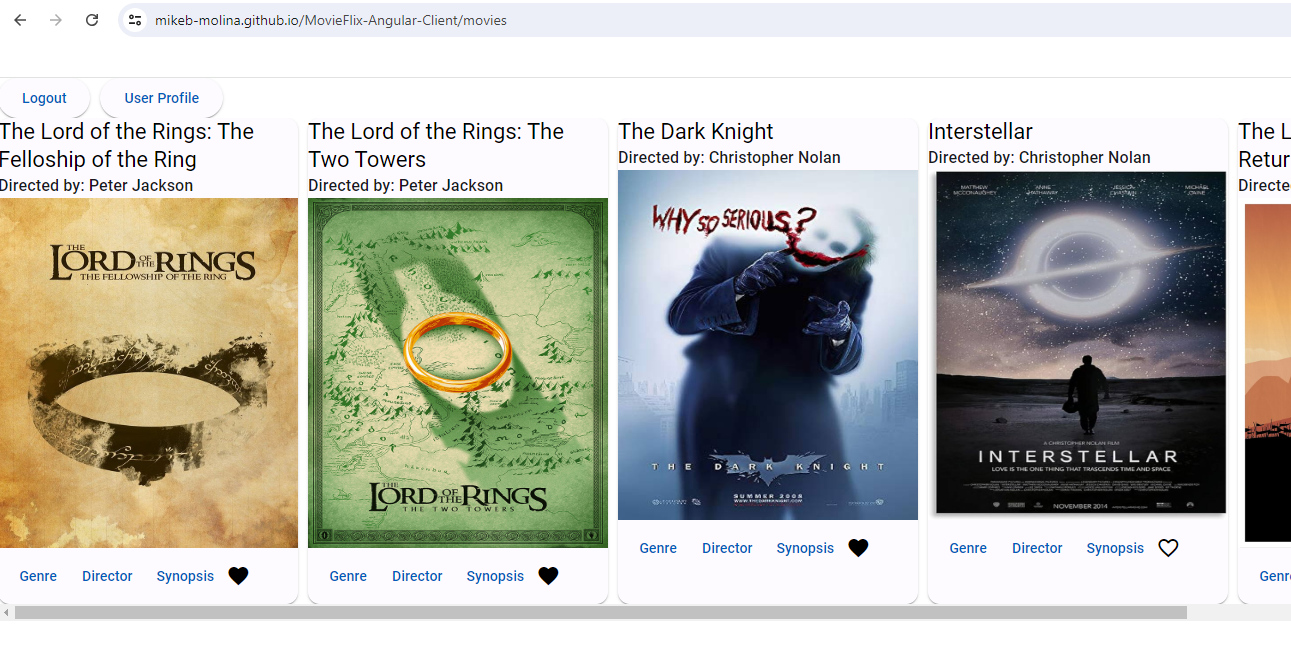 mikeb-molina.github.io/MovieFlix-Angular-Client/movies
Logout
User Profile
The Lord of the Rings: The
Felloship of the Ring
Directed by: Peter Jackson
THE
LORD OF THE RINGS
THE FELLOWSHIP OF THE RING
Genre
Director
Synopsis
The Lord of the Rings: The
Two Towers
Directed by: Peter Jackson
THE
LORD OF THE RINGS
THE TWO TOWERS
Genre
Director
Synopsis
The Dark Knight
Directed by: Christopher Nolan
WHY SO SERIOUS?
THE DARK KNIGHT
SUMMER 2008
WWW.THEDARKKNIGHT.COM
Genre
Director
Synopsis
Interstellar
Directed by: Christopher Nolan
MATTHEW
MCCONAUGHEY
ANNE
HATHAWAY
JESSICA
CHASTAIN
MICHAEL
CAINE
A CHRISTOPHER NOLAN FILM
INTERSTELLAR
LOVE IS THE ONE THING THAT TRASCENDS TIME AND SPACE
NOVEMBER 2014
Genre
Director
Synopsis
The L
Retur
Directe
Genr